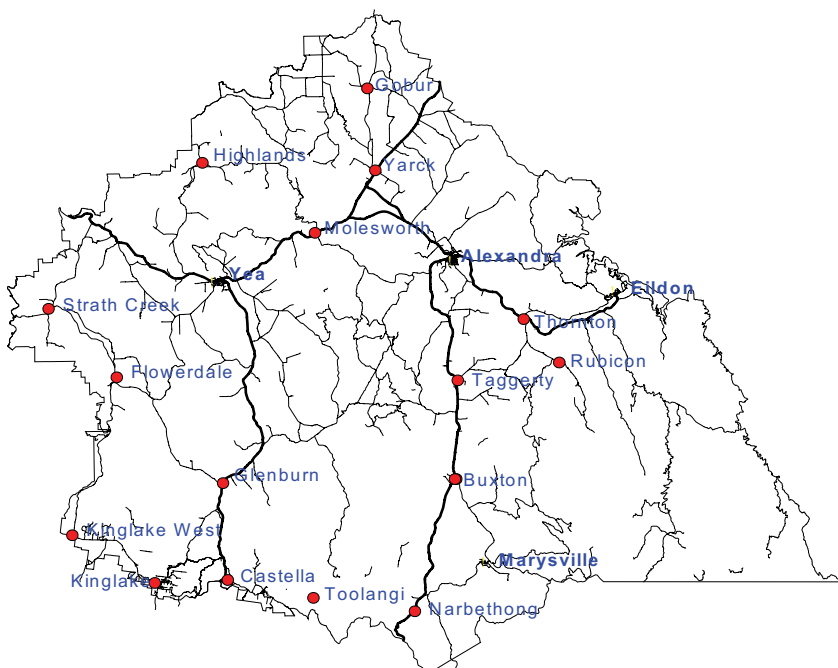 Gobur
Highlands
Yarck
Molesworth
Alexandra
Yea
Eildon
Strath Creek
Thornton
Rubicon
Flowerdale
Taggerty
Glenburn
Buxton
Kinglake West
Marysville
Kinglake
Castella
Toolangi
Narbethong